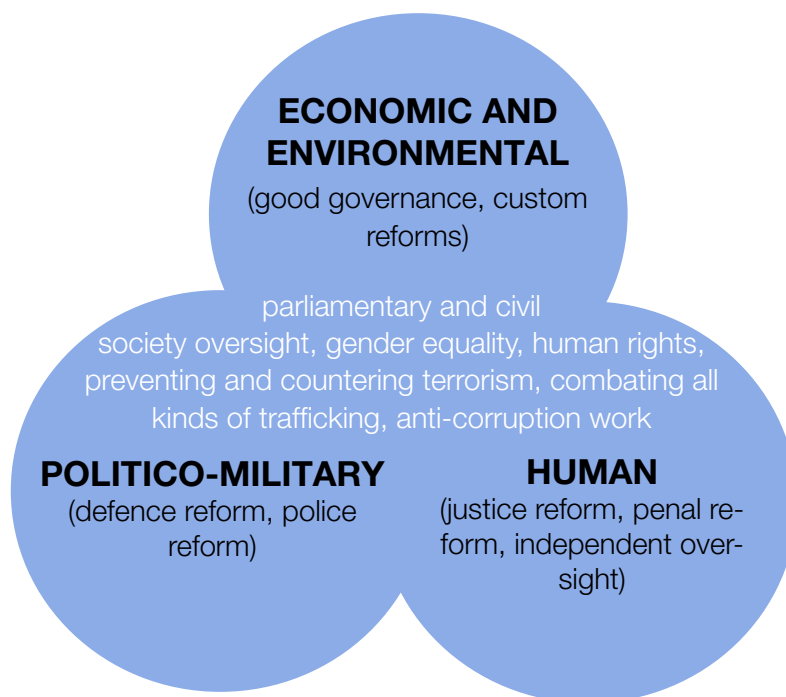 ECONOMIC AND
ENVIRONMENTAL
(good governance, custom
reforms)
parliamentary and civil
society oversight, gender equality, human rights,
preventing and countering terrorism, combating all
kinds of trafficking, anti-corruption work
POLITICO-MILITARY
(defence reform, police
reform)
HUMAN
(justice reform, penal re-
form, independent over-
sight)